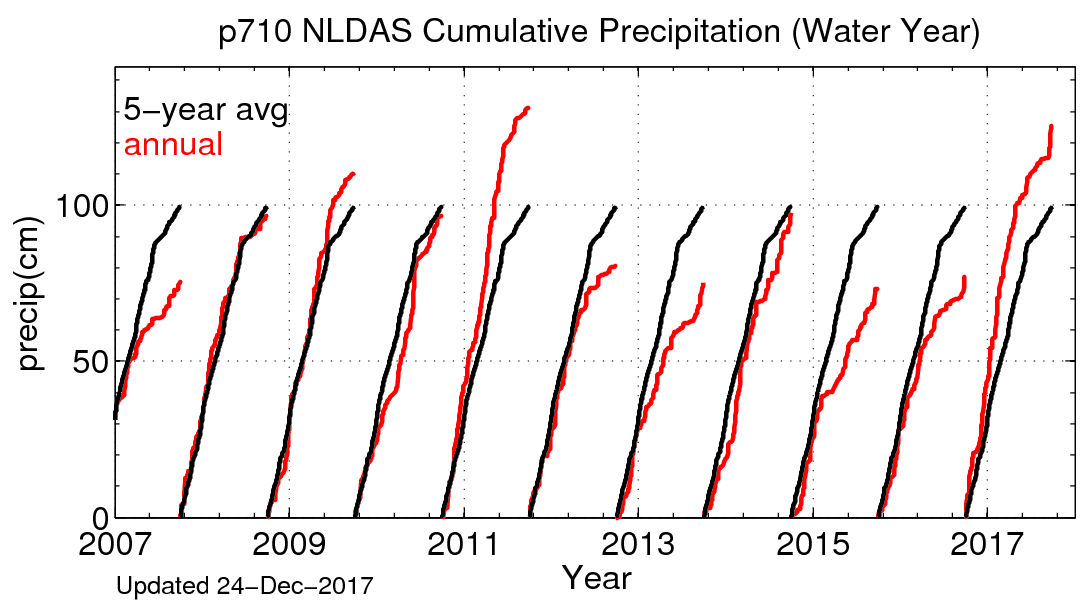 p710 NLDAS Cumulative Precipitation (Water Year)
5−year avg
annual
100
50
0
precip(cm)
2007 2009 2011 2013 2015 2017
Year
Updated 24−Dec−2017